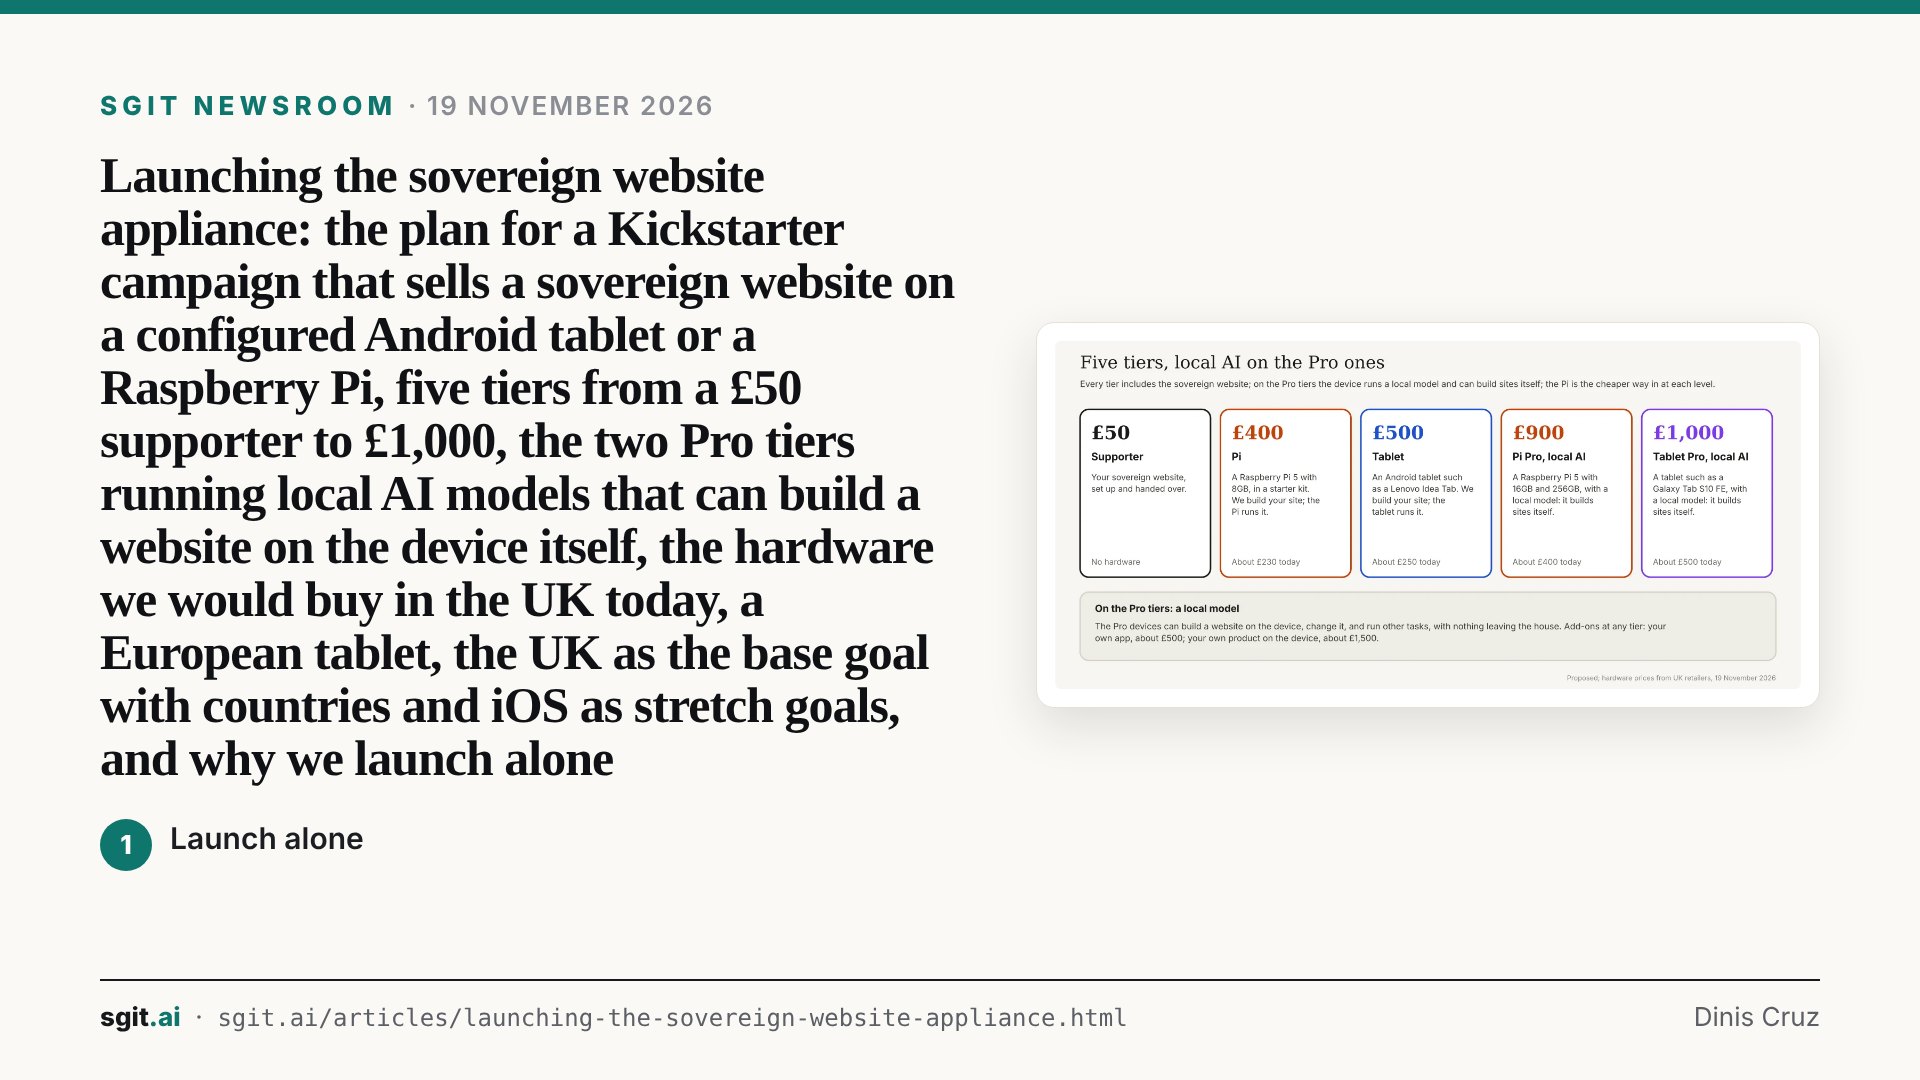 SGIT NEWSROOM · 19 NOVEMBER 2026
Launching the sovereign website
appliance: the plan for a Kickstarter
campaign that sells a sovereign website on
a configured Android tablet or a
Raspberry Pi, five tiers from a £50
supporter to £1,000, the two Pro tiers
running local AI models that can build a
website on the device itself, the hardware
we would buy in the UK today, a
European tablet, the UK as the base goal
with countries and iOS as stretch goals,
and why we launch alone
1 Launch alone
Five tiers, local AI on the Pro ones
Every tier includes the sovereign website; on the Pro tiers the device runs a local model and can build sites itself; the Pi is the cheaper way in at each level.
£50
Supporter
Your sovereign website,
set up and handed over.
No hardware
£400
Pi
A Raspberry Pi 5 with
8GB, in a starter kit.
We build your site; the
Pi runs it.
About £230 today
£500
Tablet
An Android tablet such
as a Lenovo Idea Tab. We
build your site; the
tablet runs it.
About £250 today
£900
Pi Pro, local AI
A Raspberry Pi 5 with
16GB and 256GB, with a
local model: it builds
sites itself.
About £400 today
£1,000
Tablet Pro, local AI
A tablet such as a
Galaxy Tab S10 FE, with
a local model: it builds
sites itself.
About £500 today
On the Pro tiers: a local model
The Pro devices can build a website on the device, change it, and run other tasks, with nothing leaving the house. Add-ons at any tier: your
own app, about £500; your own product on the device, about £1,500.
Proposed; hardware prices from UK retailers, 19 November 2026
sgit.ai · sgit.ai/articles/launching-the-sovereign-website-appliance.html
Dinis Cruz